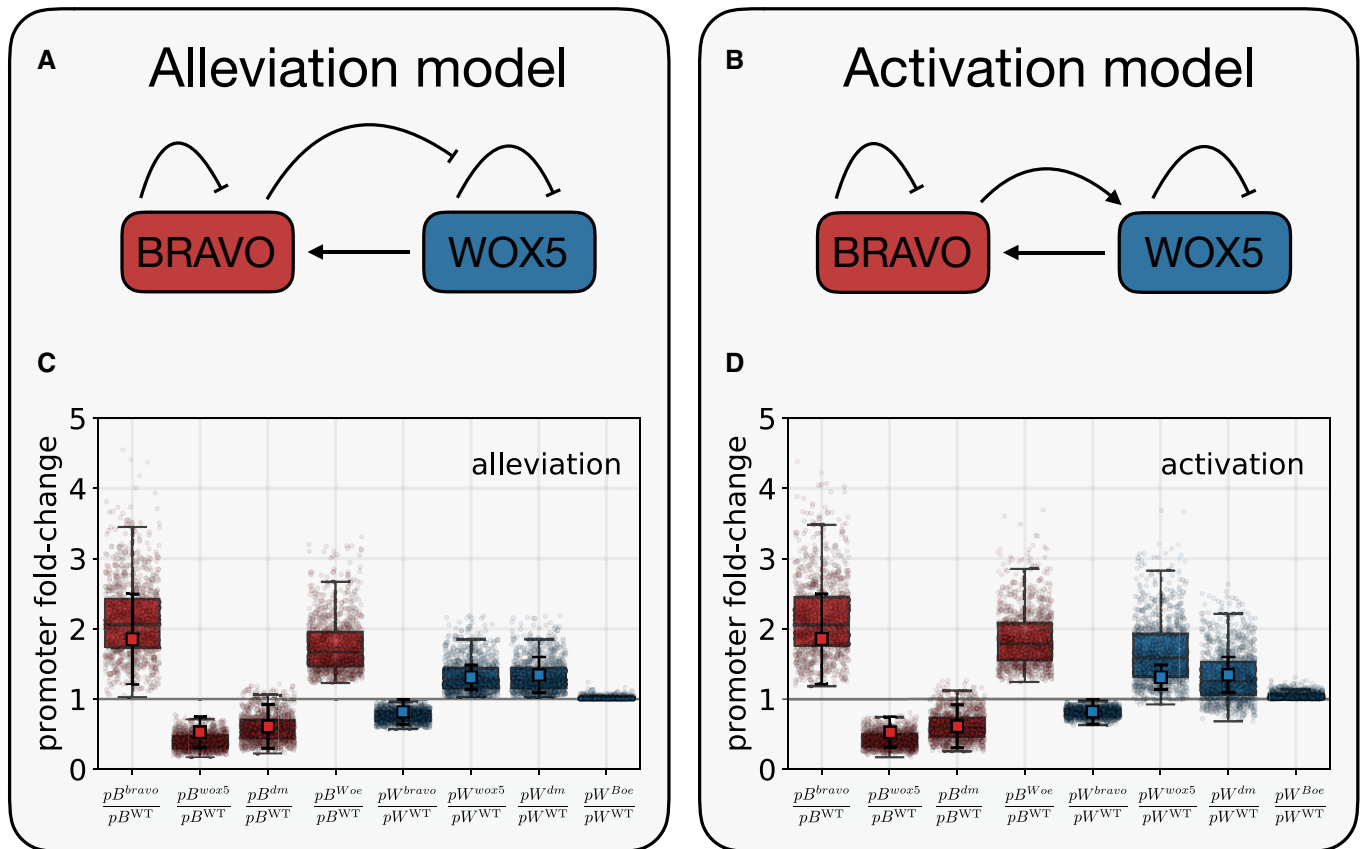 A
Alleviation model
BRAVO
WOX5
B
Activation model
BRAVO
WOX5
C
promoter fold-change
5
4
3
2
1
0
alleviation
pB^bravo / pB^WT
pB^wox5 / pB^WT
pB^dm / pB^WT
pB^Woe / pB^WT
pW^bravo / pW^WT
pW^wox5 / pW^WT
pW^dm / pW^WT
pW^Boe / pW^WT
D
promoter fold-change
5
4
3
2
1
0
activation
pB^bravo / pB^WT
pB^wox5 / pB^WT
pB^dm / pB^WT
pB^Woe / pB^WT
pW^bravo / pW^WT
pW^wox5 / pW^WT
pW^dm / pW^WT
pW^Boe / pW^WT